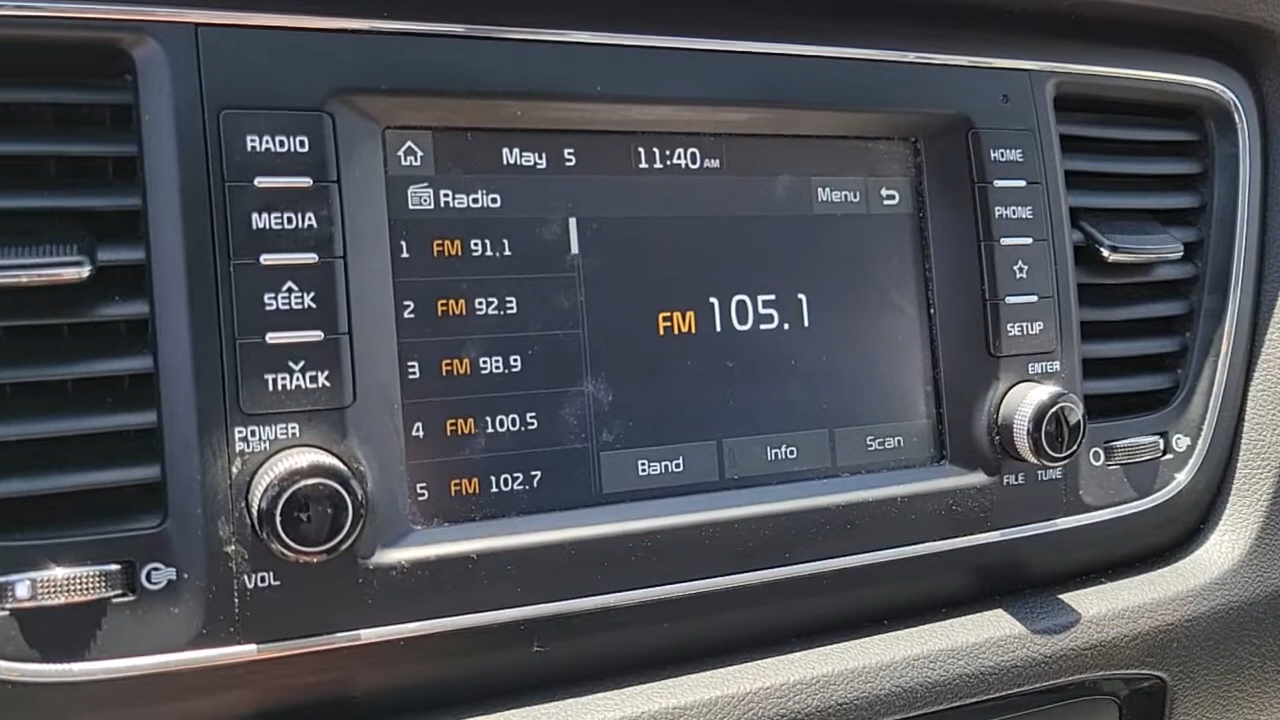 RADIO
MEDIA
SEEK
TRACK
POWER
PUSH
VOL
May 5 11:40 AM
Radio Menu
1 FM 91.1
2 FM 92.3
3 FM 98.9
4 FM 100.5
5 FM 102.7
FM 105.1
Band Info Scan
HOME
PHONE
SETUP
ENTER
FILE TUNE